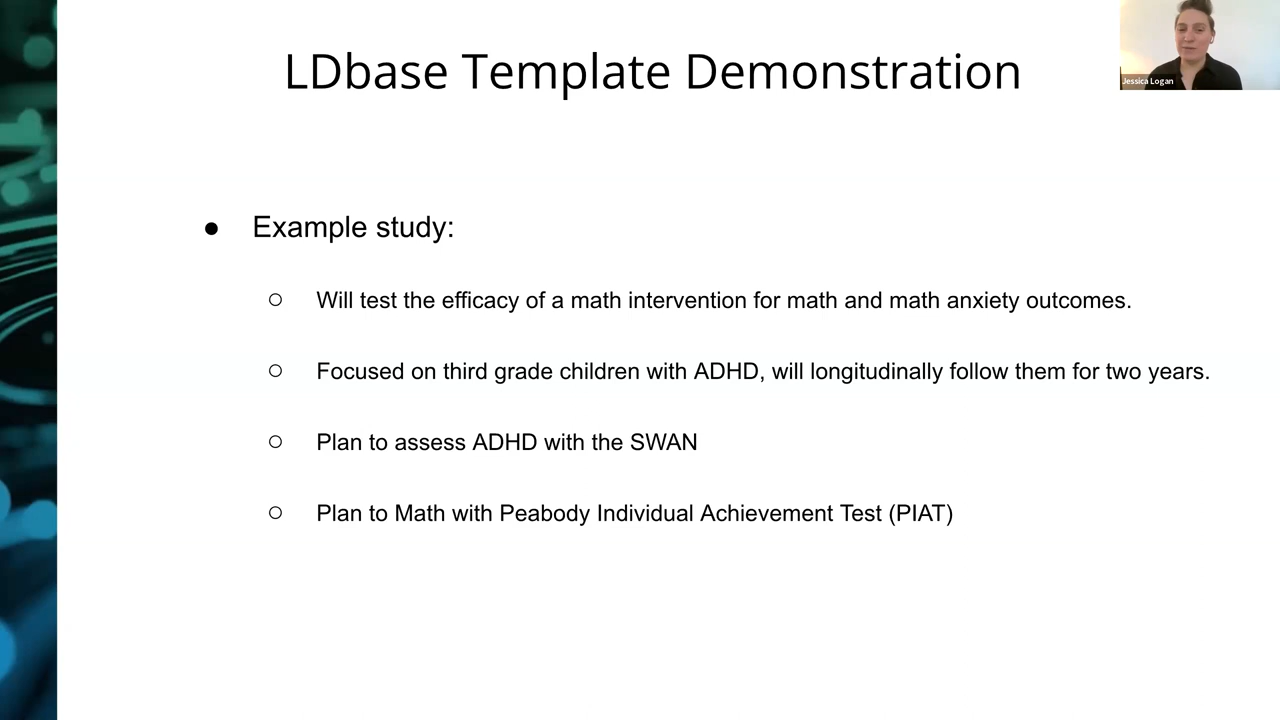 LDbase Template Demonstration
Jessica Logan
● Example study:
○ Will test the efficacy of a math intervention for math and math anxiety outcomes.
○ Focused on third grade children with ADHD, will longitudinally follow them for two years.
○ Plan to assess ADHD with the SWAN
○ Plan to Math with Peabody Individual Achievement Test (PIAT)